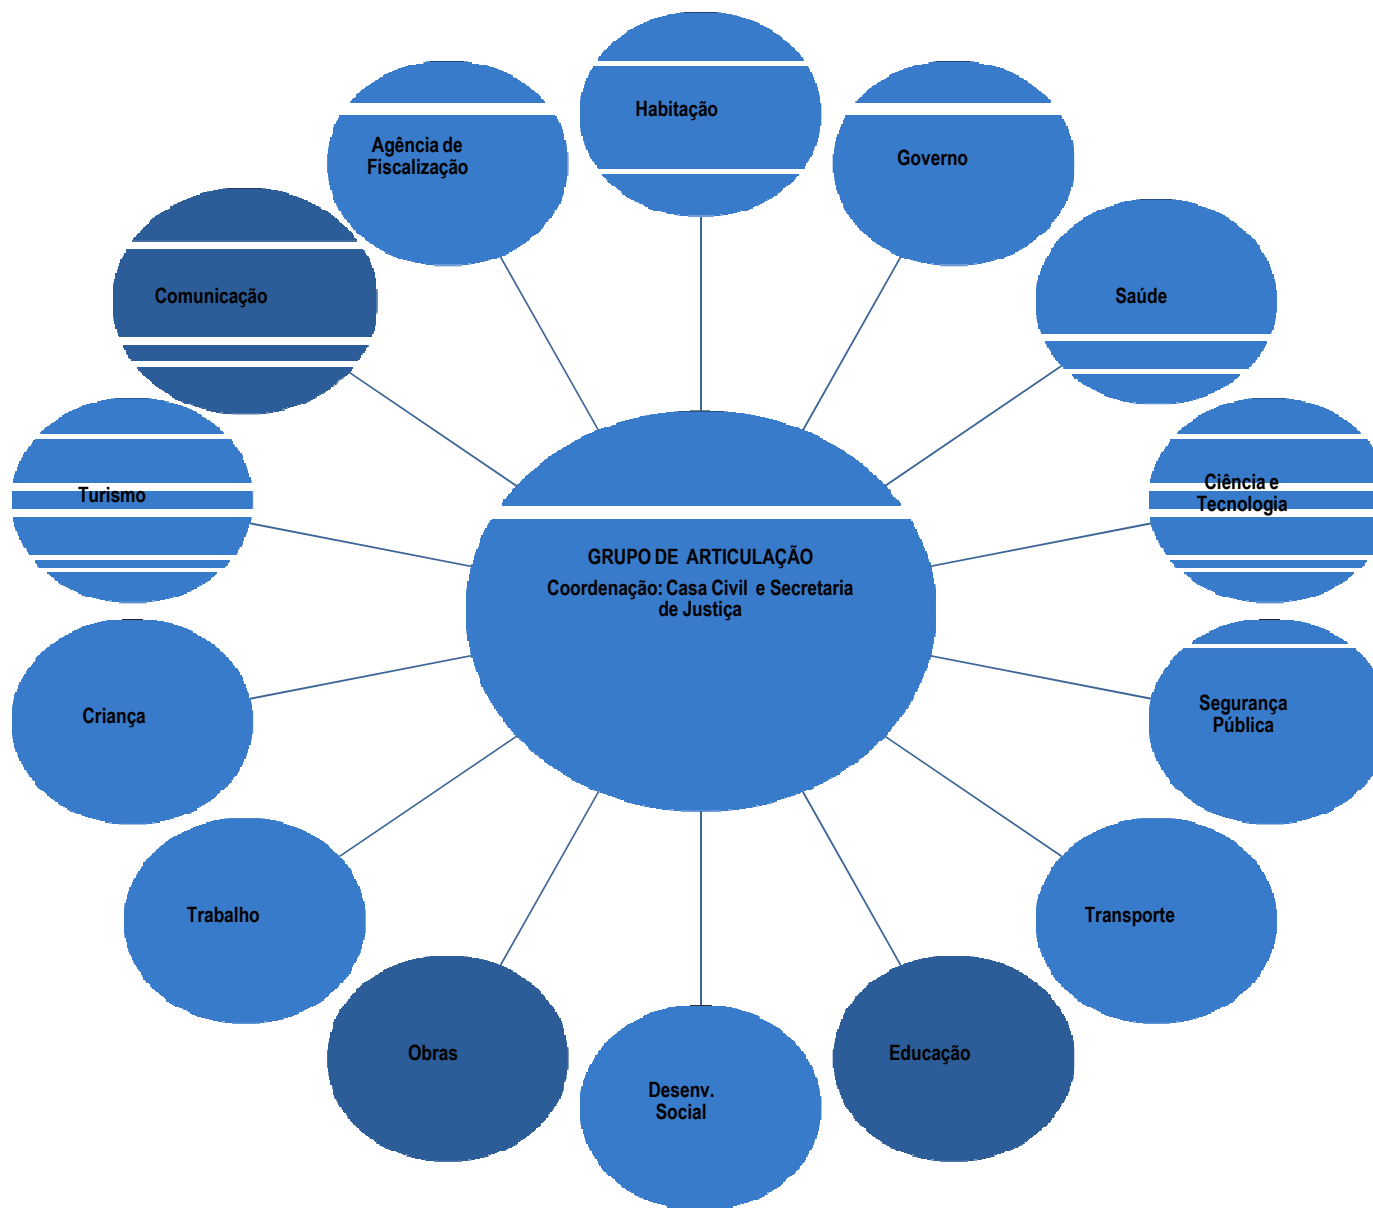 Habitação
Agência de
Fiscalização
Governo
Comunicação
Saúde
Turismo
Ciência e
Tecnologia
GRUPO DE ARTICULAÇÃO
Coordenação: Casa Civil e Secretaria
de Justiça
Criança
Segurança
Pública
Trabalho
Transporte
Obras
Educação
Desenv.
Social